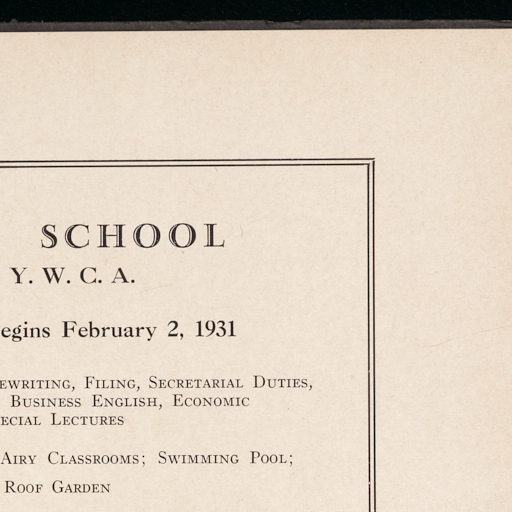 SCHOOL
Y. W. C. A.
egins February 2, 1931
ewriting, Filing, Secretarial Duties,
Business English, Economic
ecial Lectures
Airy Classrooms; Swimming Pool;
Roof Garden